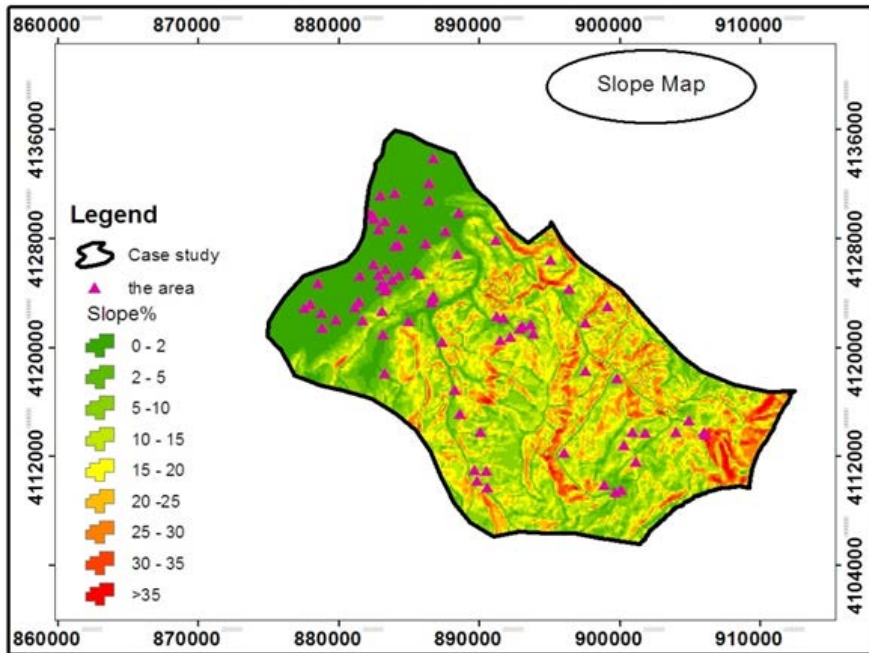 860000 870000 880000 890000 900000 910000
Slope Map
4136000 4136000
4128000 4128000
4120000 4120000
4112000 4112000
4104000 4104000
Legend
Case study
the area
Slope%
0 - 2
2 - 5
5 -10
10 - 15
15 - 20
20 -25
25 - 30
30 - 35
>35
860000 870000 880000 890000 900000 910000